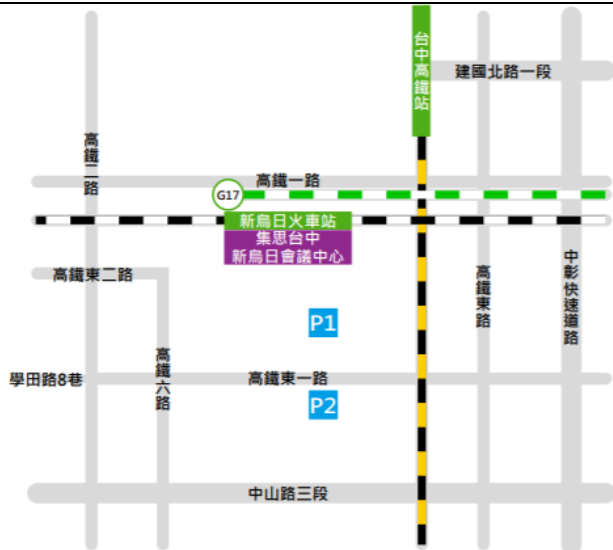 台中高鐵站
建國北路一段
高鐵二路
高鐵一路
G17
新烏日火車站
集思台中
新烏日會議中心
高鐵東二路
高鐵東路
中彰快速道路
P1
高鐵六路
學田路8巷
高鐵東一路
P2
中山路三段